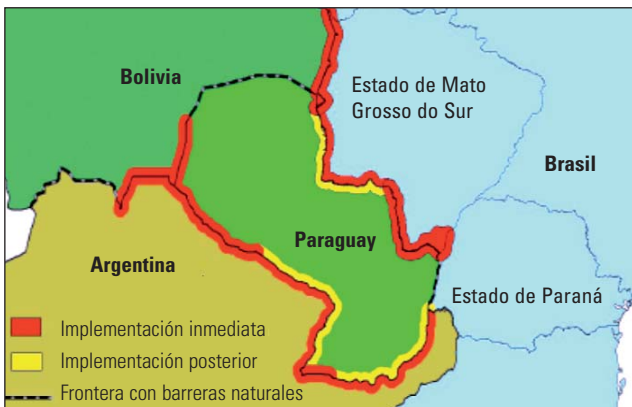 Bolivia
Estado de Mato
Grosso do Sur
Brasil
Paraguay
Argentina
Estado de Paraná
Implementación inmediata
Implementación posterior
Frontera con barreras naturales